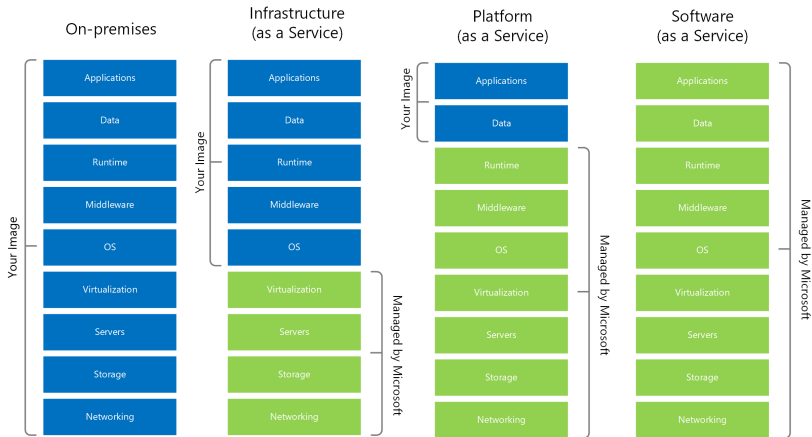 On-premises
Your Image
Applications
Data
Runtime
Middleware
OS
Virtualization
Servers
Storage
Networking
Infrastructure
(as a Service)
Your Image
Applications
Data
Runtime
Middleware
OS
Virtualization
Servers
Storage
Networking
Managed by Microsoft
Platform
(as a Service)
Your Image
Applications
Data
Runtime
Middleware
OS
Virtualization
Servers
Storage
Networking
Managed by Microsoft
Software
(as a Service)
Applications
Data
Runtime
Middleware
OS
Virtualization
Servers
Storage
Networking
Managed by Microsoft